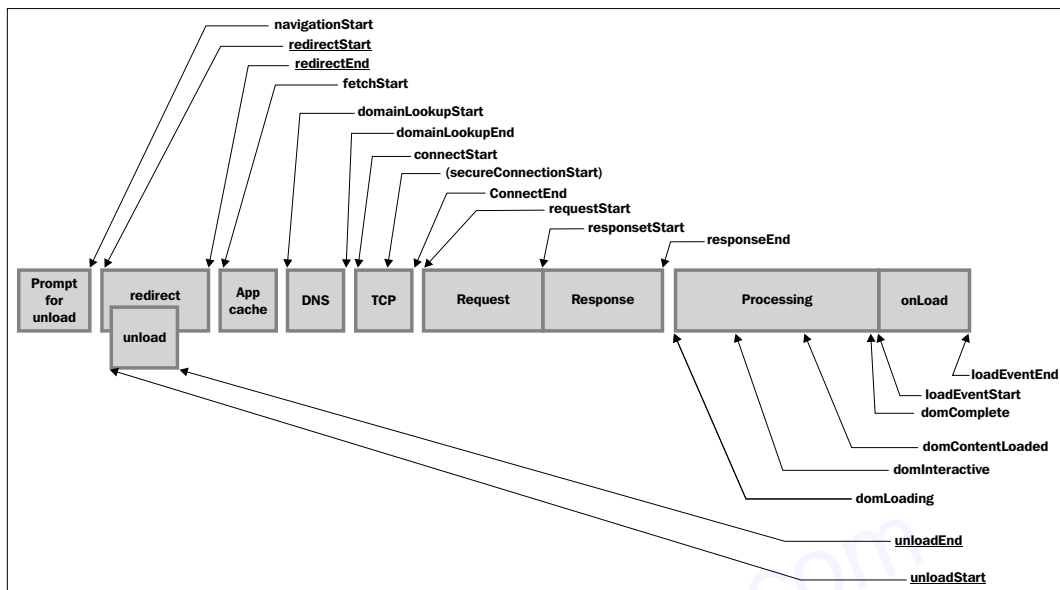 navigationStart
redirectStart
redirectEnd
fetchStart
domainLookupStart
domainLookupEnd
connectStart
(secureConnectionStart)
ConnectEnd
requestStart
responsetStart
responseEnd
Prompt
for
unload
redirect
unload
App
cache
DNS
TCP
Request
Response
Processing
onLoad
loadEventEnd
loadEventStart
domComplete
domContentLoaded
domInteractive
domLoading
unloadEnd
unloadStart
.com